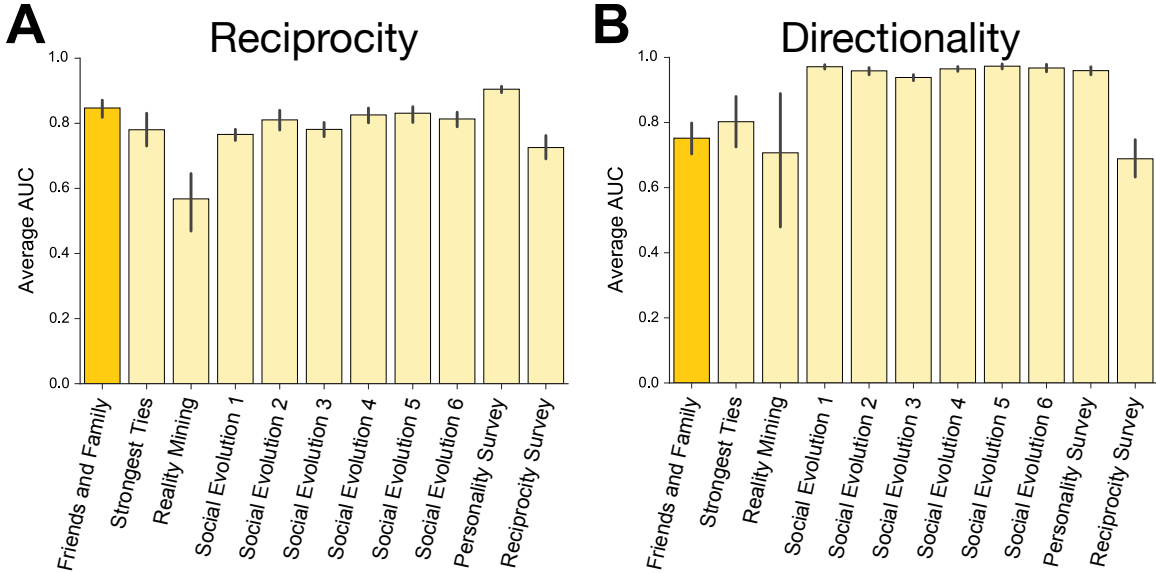 A
Reciprocity
Average AUC
1.0
0.8
0.6
0.4
0.2
0.0
Friends and Family
Strongest Ties
Reality Mining
Social Evolution 1
Social Evolution 2
Social Evolution 3
Social Evolution 4
Social Evolution 5
Social Evolution 6
Personality Survey
Reciprocity Survey
B
Directionality
Average AUC
1.0
0.8
0.6
0.4
0.2
0.0
Friends and Family
Strongest Ties
Reality Mining
Social Evolution 1
Social Evolution 2
Social Evolution 3
Social Evolution 4
Social Evolution 5
Social Evolution 6
Personality Survey
Reciprocity Survey